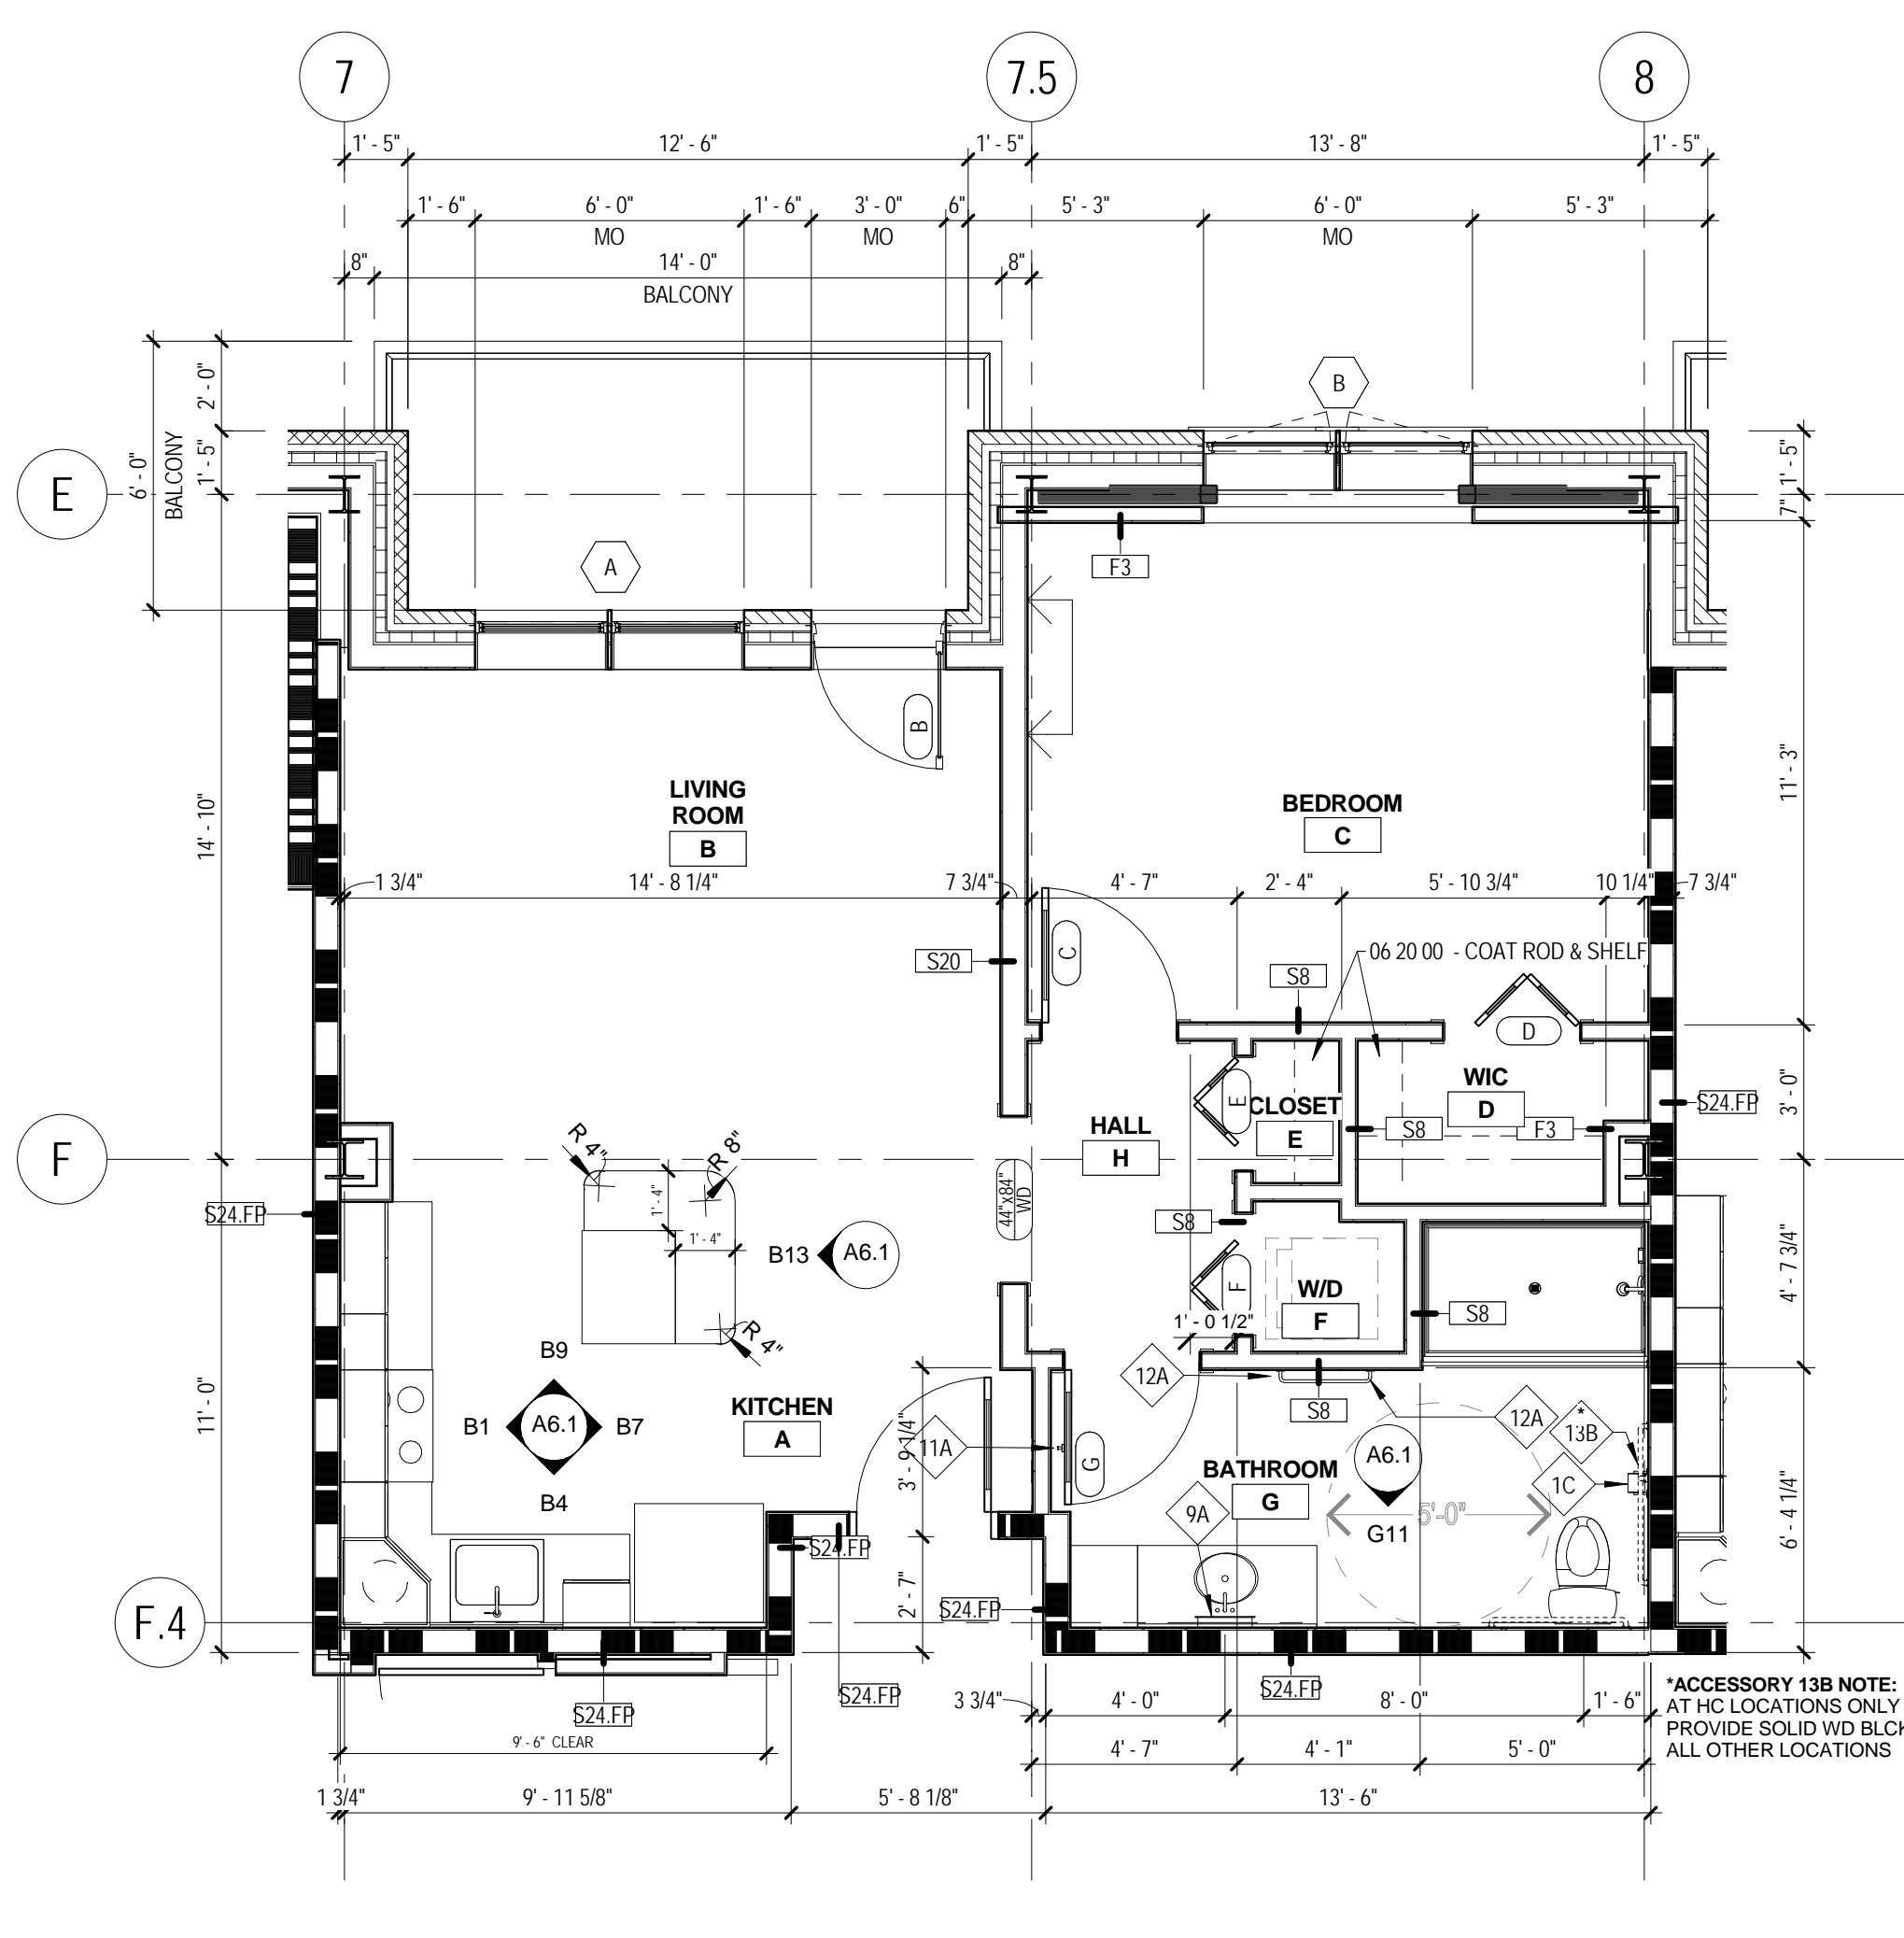 7
7.5
8
1' - 5"
12' - 6"
1' - 5"
13' - 8"
1' - 5"
1' - 6"
6' - 0"
1' - 6"
3' - 0"
6"
5' - 3"
6' - 0"
5' - 3"
MO
MO
MO
8"
14' - 0"
8"
BALCONY
B
2' - 0"
6' - 0"
BALCONY
1' - 5"
1' - 5"
E
7"
A
F3
B
LIVING
ROOM
B
BEDROOM
C
11' - 3"
14' - 10"
1 3/4"
14' - 8 1/4"
7 3/4"
4' - 7"
2' - 4"
5' - 10 3/4"
10 1/4"
7 3/4"
C
S20
06 20 00 - COAT ROD & SHELF
S8
D
WIC
D
3' - 0"
S24.FP
E
CLOSET
E
HALL
H
S8
F3
F
R 4"
R 8"
1' - 4"
1' - 4"
R 4"
44"x84"
WD
S24.FP
S8
B13
A6.1
4' - 7 3/4"
F
W/D
F
1' - 0 1/2"
S8
B9
B1
A6.1
B7
B4
KITCHEN
A
11' - 0"
3' - 9 1/4"
11A
G
12A
S8
12A
*
13B
1C
A6.1
G11
BATHROOM
G
9A
5'-0"
6' - 4 1/4"
S24.FP
2' - 7"
S24.FP
F.4
S24.FP
S24.FP
S24.FP
3 3/4"
4' - 0"
8' - 0"
1' - 6"
*ACCESSORY 13B NOTE:
AT HC LOCATIONS ONLY
PROVIDE SOLID WD BLCK
ALL OTHER LOCATIONS
9' - 6" CLEAR
4' - 7"
4' - 1"
5' - 0"
1 3/4"
9' - 11 5/8"
5' - 8 1/8"
13' - 6"